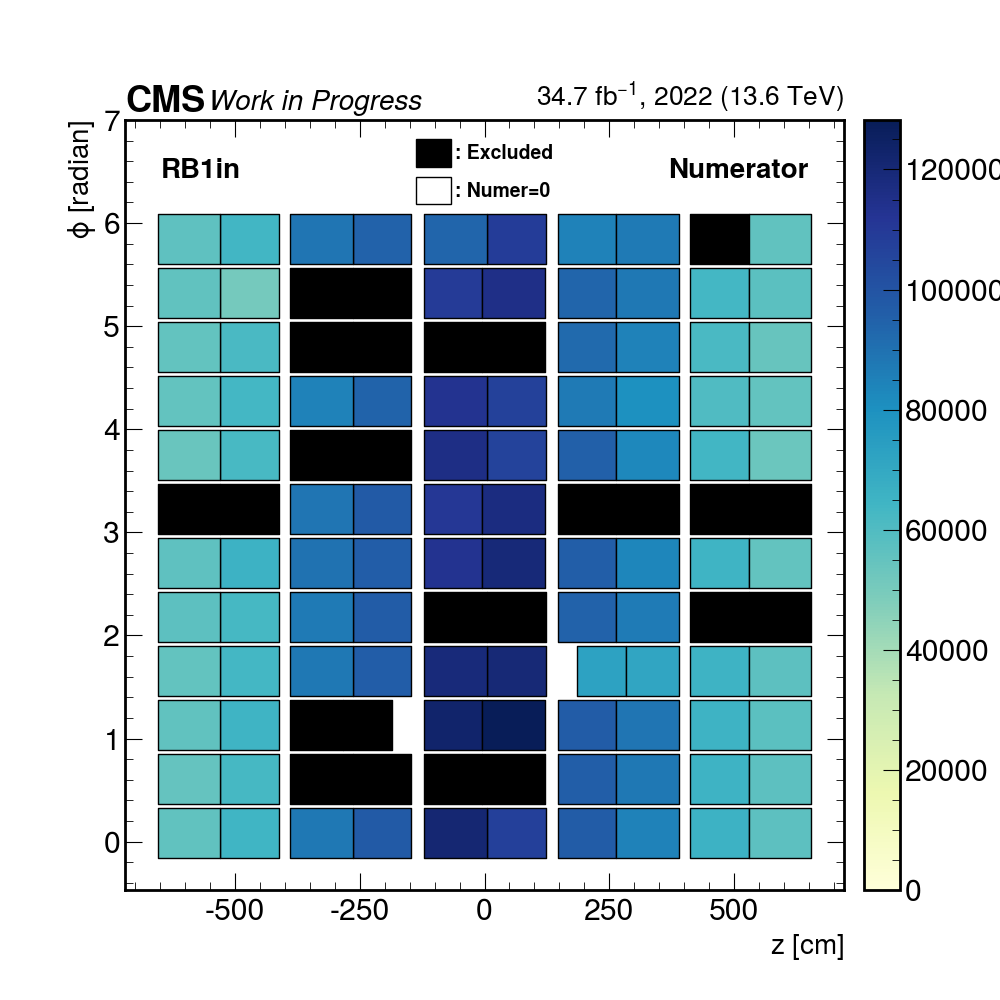 CMS Work in Progress 34.7 fb⁻¹, 2022 (13.6 TeV)
RB1in
: Excluded
: Numer=0
Numerator
ϕ [radian]
7
6
5
4
3
2
1
0
-500 -250 0 250 500
z [cm]
120000
100000
80000
60000
40000
20000
0